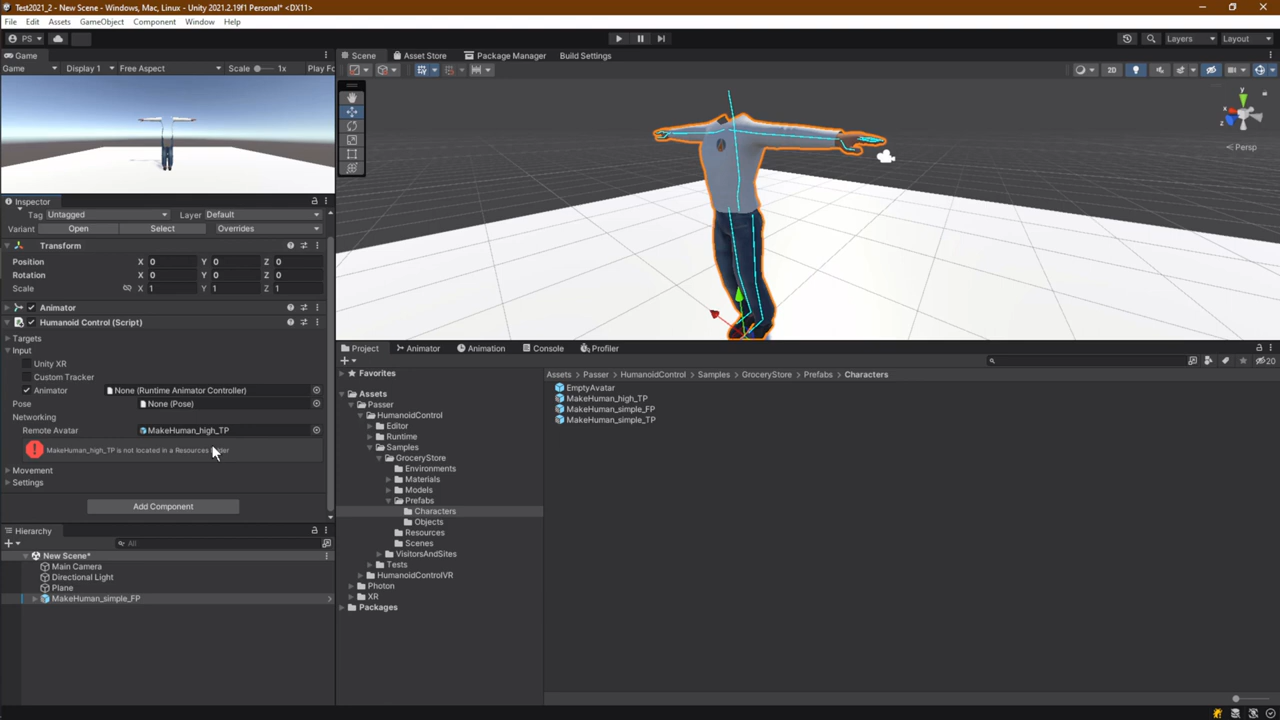 Test2021_2 - New Scene - Windows, Mac, Linux - Unity 2021.2.19f1 Personal* <DX11>
File Edit Assets GameObject Component Window Help
PS Layers Layout
Game
Game Display 1 Free Aspect Scale 1x Play Fo
Scene Asset Store Package Manager Build Settings
2D
y
z
Persp
Inspector
Tag Untagged Layer Default
Variant Open Select Overrides
Transform
Position X 0 Y 0 Z 0
Rotation X 0 Y 0 Z 0
Scale X 1 Y 1 Z 1
Animator
Humanoid Control (Script)
Targets
Input
Unity XR
Custom Tracker
Animator None (Runtime Animator Controller)
Pose None (Pose)
Networking
Remote Avatar MakeHuman_high_TP
MakeHuman_high_TP is not located in a Resources
Movement
Settings
Add Component
Hierarchy
All
New Scene*
Main Camera
Directional Light
Plane
MakeHuman_simple_FP
Project Animator Animation Console Profiler
20
Favorites
Assets
Passer
HumanoidControl
Editor
Runtime
Samples
GroceryStore
Environments
Materials
Models
Prefabs
Characters
Objects
Resources
Scenes
VisitorsAndSites
Tests
HumanoidControlVR
Photon
XR
Packages
Assets > Passer > HumanoidControl > Samples > GroceryStore > Prefabs > Characters
EmptyAvatar
MakeHuman_high_TP
MakeHuman_simple_FP
MakeHuman_simple_TP